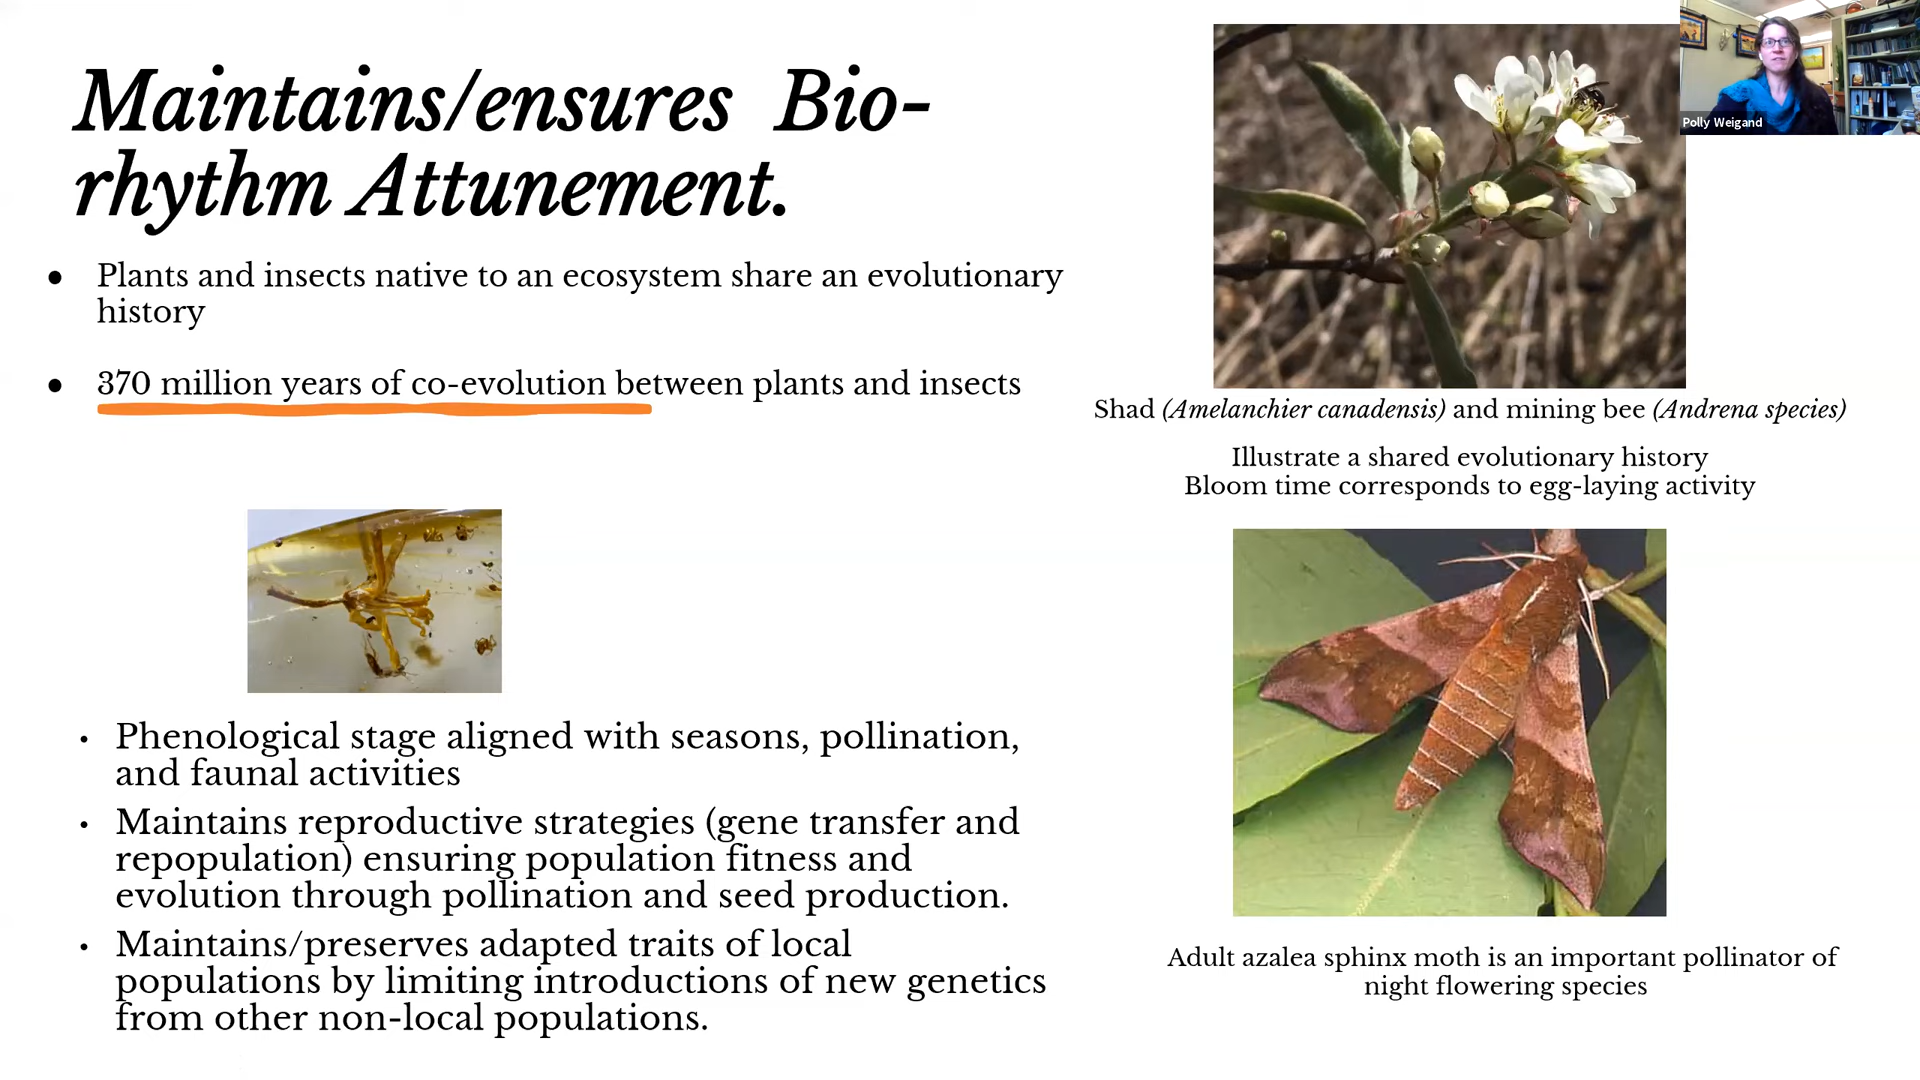 Maintains/ensures Bio-
rhythm Attunement.
• Plants and insects native to an ecosystem share an evolutionary
history
• 370 million years of co-evolution between plants and insects
• Phenological stage aligned with seasons, pollination,
and faunal activities
• Maintains reproductive strategies (gene transfer and
repopulation) ensuring population fitness and
evolution through pollination and seed production.
• Maintains/preserves adapted traits of local
populations by limiting introductions of new genetics
from other non-local populations.
Polly Weigand
Shad (Amelanchier canadensis) and mining bee (Andrena species)
Illustrate a shared evolutionary history
Bloom time corresponds to egg-laying activity
Adult azalea sphinx moth is an important pollinator of
night flowering species